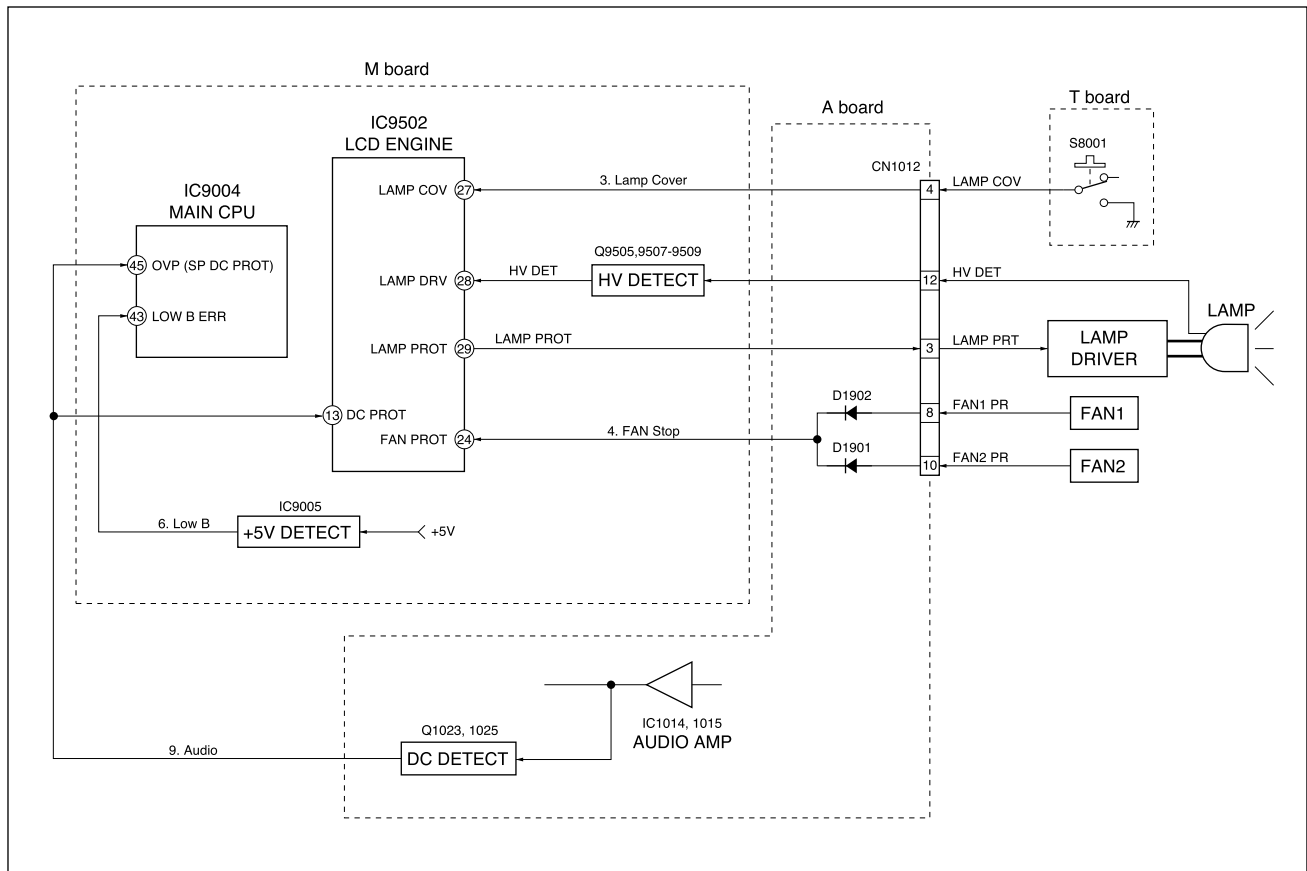 M board
A board
T board
IC9502
LCD ENGINE
CN1012
S8001
IC9004
MAIN CPU
LAMP COV
27
3. Lamp Cover
4
LAMP COV
45
OVP (SP DC PROT)
Q9505,9507-9509
LAMP DRV
28
HV DET
HV DETECT
12
HV DET
43
LOW B ERR
LAMP
LAMP PROT
29
LAMP PROT
3
LAMP PRT
LAMP
DRIVER
D1902
8
FAN1 PR
FAN1
13
DC PROT
FAN PROT
24
4. FAN Stop
D1901
10
FAN2 PR
FAN2
IC9005
6. Low B
+5V DETECT
+5V
IC1014, 1015
AUDIO AMP
Q1023, 1025
9. Audio
DC DETECT